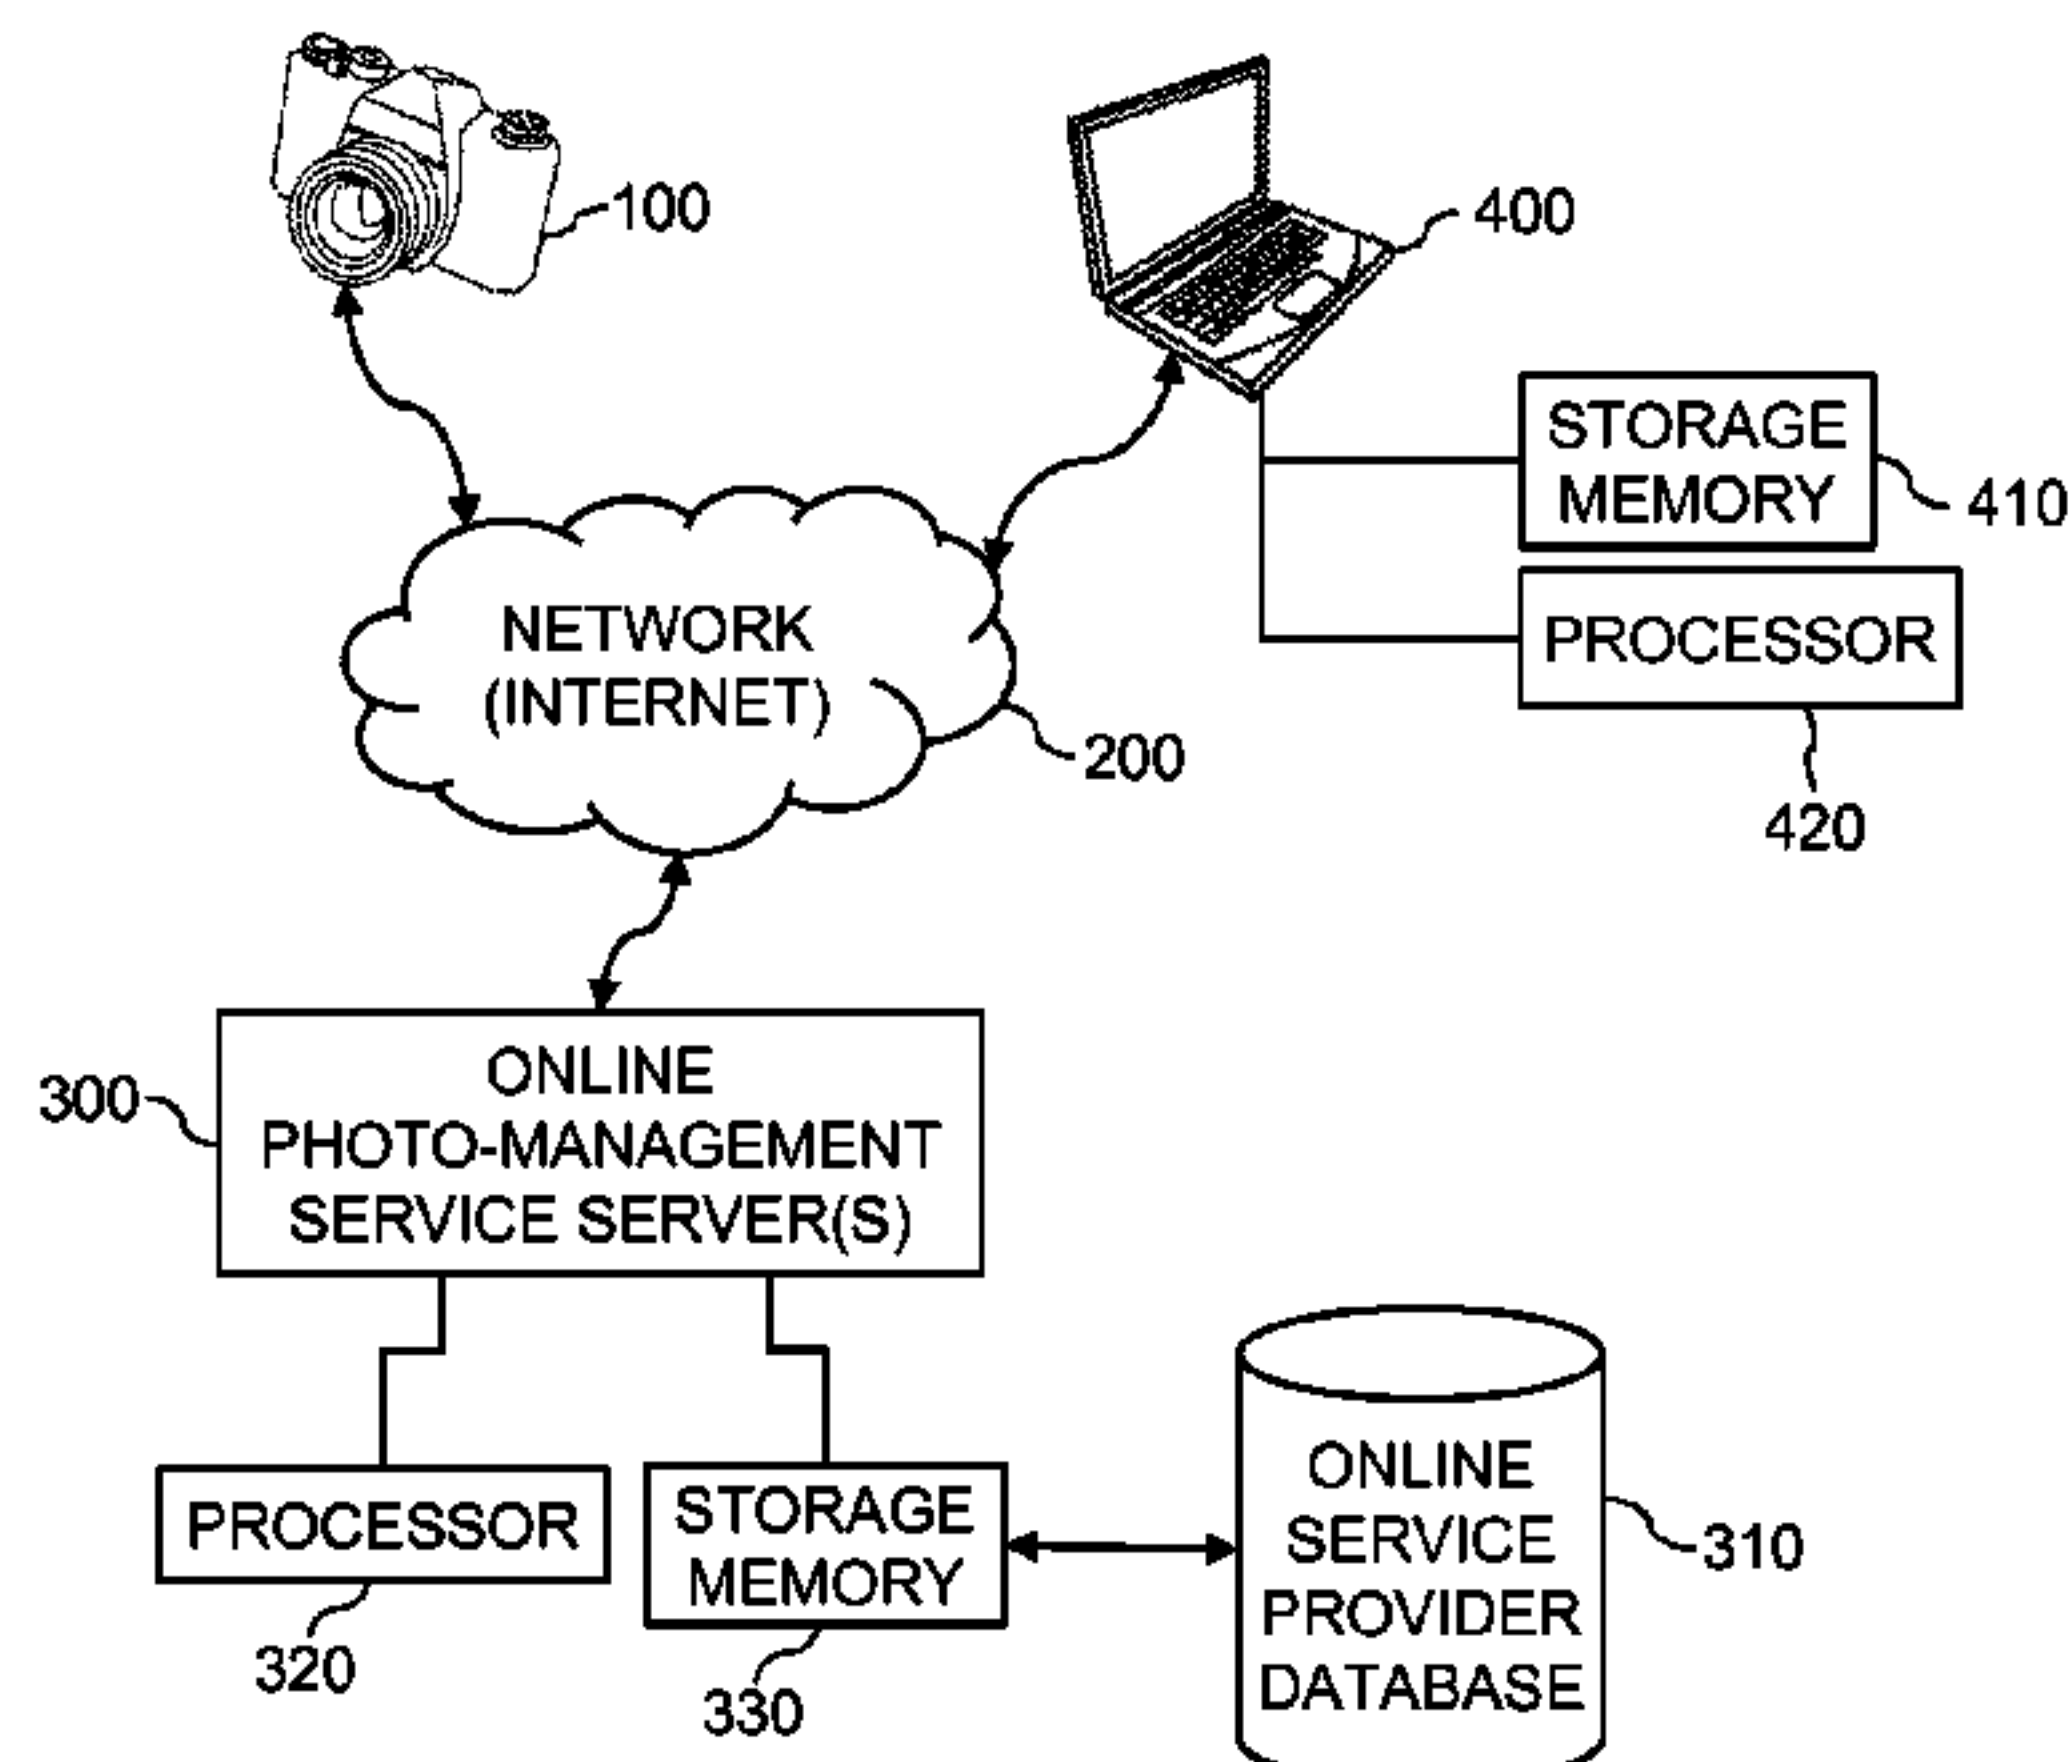 100
400
STORAGE
MEMORY
410
NETWORK
(INTERNET)
PROCESSOR
200
420
ONLINE
PHOTO-MANAGEMENT
SERVICE SERVER(S)
300
PROCESSOR
320
STORAGE
MEMORY
330
ONLINE
SERVICE
PROVIDER
DATABASE
310